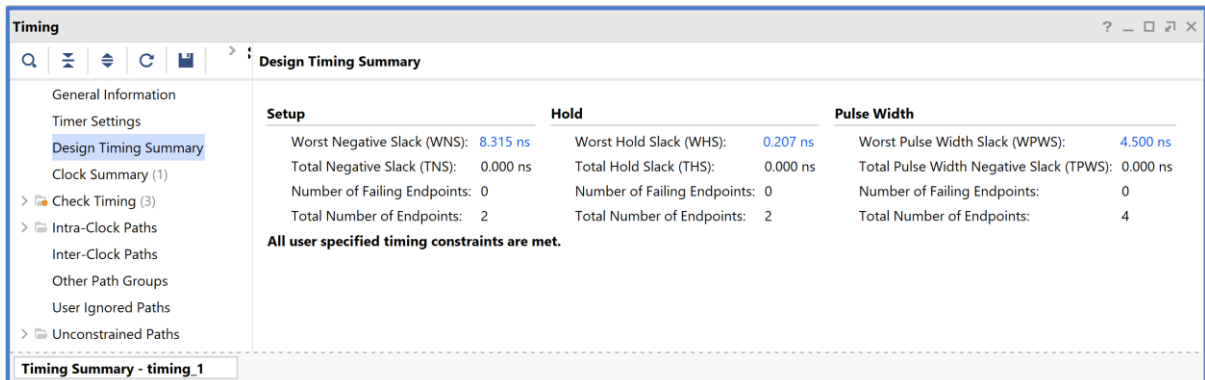 Timing
Design Timing Summary
General Information
Timer Settings
Design Timing Summary
Clock Summary (1)
Check Timing (3)
Intra-Clock Paths
Inter-Clock Paths
Other Path Groups
User Ignored Paths
Unconstrained Paths
Setup Hold Pulse Width
Worst Negative Slack (WNS): 8.315 ns Worst Hold Slack (WHS): 0.207 ns Worst Pulse Width Slack (WPWS): 4.500 ns
Total Negative Slack (TNS): 0.000 ns Total Hold Slack (THS): 0.000 ns Total Pulse Width Negative Slack (TPWS): 0.000 ns
Number of Failing Endpoints: 0 Number of Failing Endpoints: 0 Number of Failing Endpoints: 0
Total Number of Endpoints: 2 Total Number of Endpoints: 2 Total Number of Endpoints: 4
All user specified timing constraints are met.
Timing Summary - timing_1